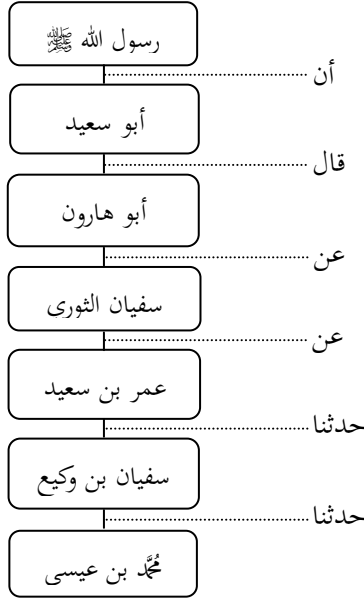 رسول الله ﷺ
أن
أبو سعيد
قال
أبو هارون
عن
سفيان الثورى
عن
عمر بن سعيد
حدثنا
سفيان بن وكيع
حدثنا
مُحَّد بن عيسى